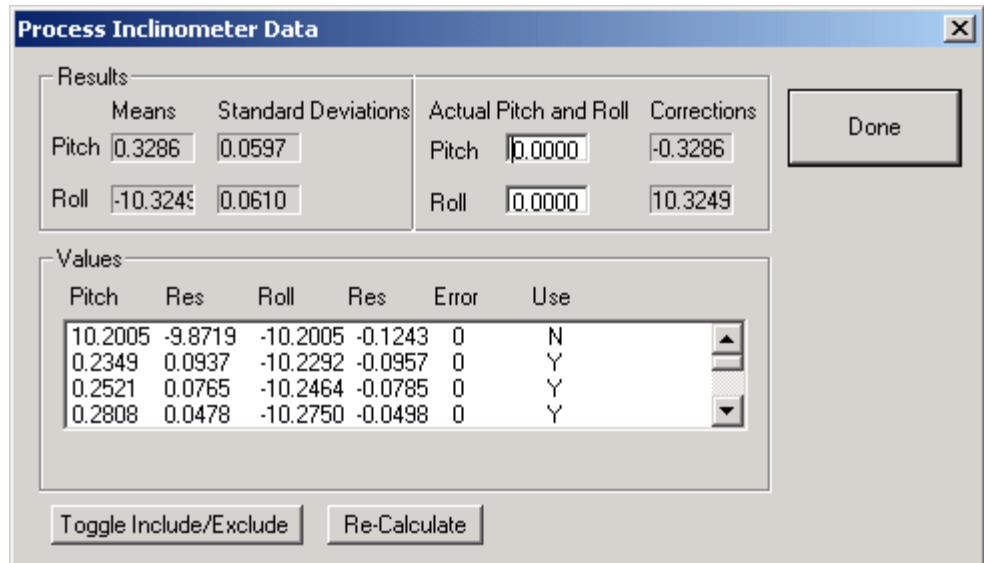 Process Inclinometer Data
Results
Means Standard Deviations Actual Pitch and Roll Corrections
Pitch 0.3286 0.0597 Pitch 0.0000 -0.3286
Roll -10.3249 0.0610 Roll 0.0000 10.3249
Done
Values
Pitch Res Roll Res Error Use
10.2005 -9.8719 -10.2005 -0.1243 0 N
0.2349 0.0937 -10.2292 -0.0957 0 Y
0.2521 0.0765 -10.2464 -0.0785 0 Y
0.2808 0.0478 -10.2750 -0.0498 0 Y
Toggle Include/Exclude Re-Calculate